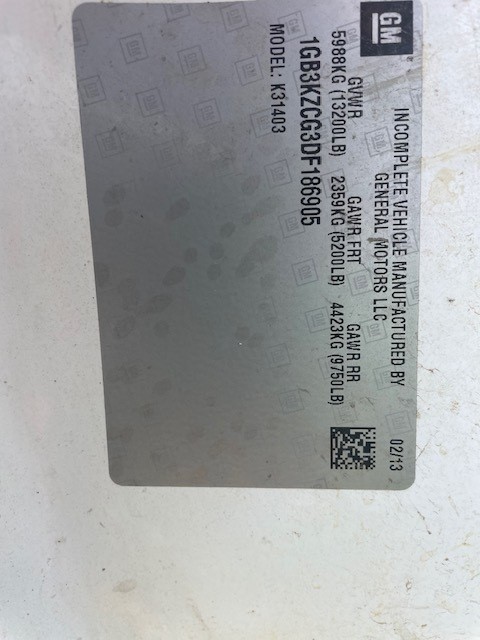 GM
INCOMPLETE VEHICLE MANUFACTURED BY
GENERAL MOTORS LLC
02/13
GVWR GAWR FRT GAWR RR
5988KG (13200LB) 2359KG (5200LB) 4423KG (9750LB)
1GB3KZCG3DF186905
MODEL: K31403